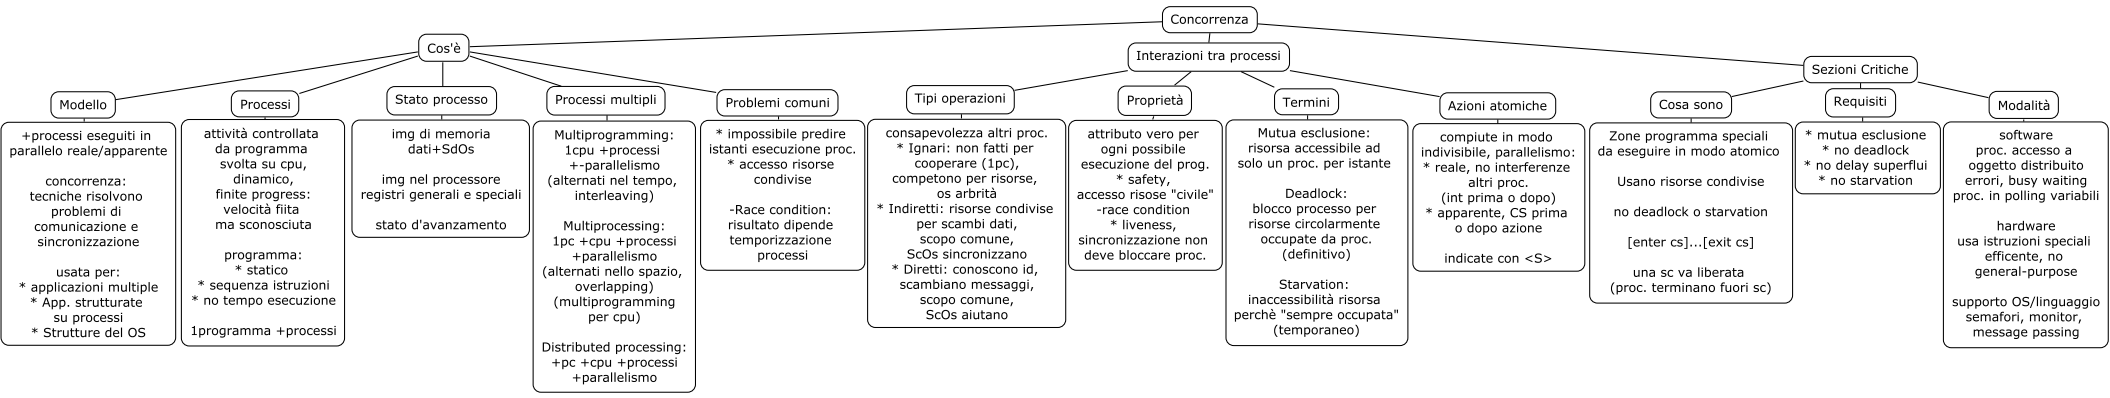 Concorrenza
Cos'è
Modello
+processi eseguiti in
parallelo reale/apparente
concorrenza:
tecniche risolvono
problemi di
comunicazione e
sincronizzazione
usata per:
* applicazioni multiple
* App. strutturate
su processi
* Strutture del OS
Processi
attività controllata
da programma
svolta su cpu,
dinamico,
finite progress:
velocità fiita
ma sconosciuta
programma:
* statico
* sequenza istruzioni
* no tempo esecuzione
1programma +processi
Stato processo
img di memoria
dati+SdOs
img nel processore
registri generali e speciali
stato d'avanzamento
Processi multipli
Multiprogramming:
1cpu +processi
+-parallelismo
(alternati nel tempo,
interleaving)
Multiprocessing:
1pc +cpu +processi
+parallelismo
(alternati nello spazio,
overlapping)
(multiprogramming
per cpu)
Distributed processing:
+pc +cpu +processi
+parallelismo
Problemi comuni
* impossibile predire
istanti esecuzione proc.
* accesso risorse
condivise
-Race condition:
risultato dipende
temporizzazione
processi
Interazioni tra processi
Tipi operazioni
consapevolezza altri proc.
* Ignari: non fatti per
cooperare (1pc),
competono per risorse,
os arbrità
* Indiretti: risorse condivise
per scambi dati,
scopo comune,
ScOs sincronizzano
* Diretti: conoscono id,
scambiano messaggi,
scopo comune,
ScOs aiutano
Proprietà
attributo vero per
ogni possibile
esecuzione del prog.
* safety,
accesso risose "civile"
-race condition
* liveness,
sincronizzazione non
deve bloccare proc.
Termini
Mutua esclusione:
risorsa accessibile ad
solo un proc. per istante
Deadlock:
blocco processo per
risorse circolarmente
occupate da proc.
(definitivo)
Starvation:
inaccessibilità risorsa
perchè "sempre occupata"
(temporaneo)
Azioni atomiche
compiute in modo
indivisibile, parallelismo:
* reale, no interferenze
altri proc.
(int prima o dopo)
* apparente, CS prima
o dopo azione
indicate con <S>
Sezioni Critiche
Cosa sono
Zone programma speciali
da eseguire in modo atomico
Usano risorse condivise
no deadlock o starvation
[enter cs]...[exit cs]
una sc va liberata
(proc. terminano fuori sc)
Requisiti
* mutua esclusione
* no deadlock
* no delay superflui
* no starvation
Modalità
software
proc. accesso a
oggetto distribuito
errori, busy waiting
proc. in polling variabili
hardware
usa istruzioni speciali
efficente, no
general-purpose
supporto OS/linguaggio
semafori, monitor,
message passing